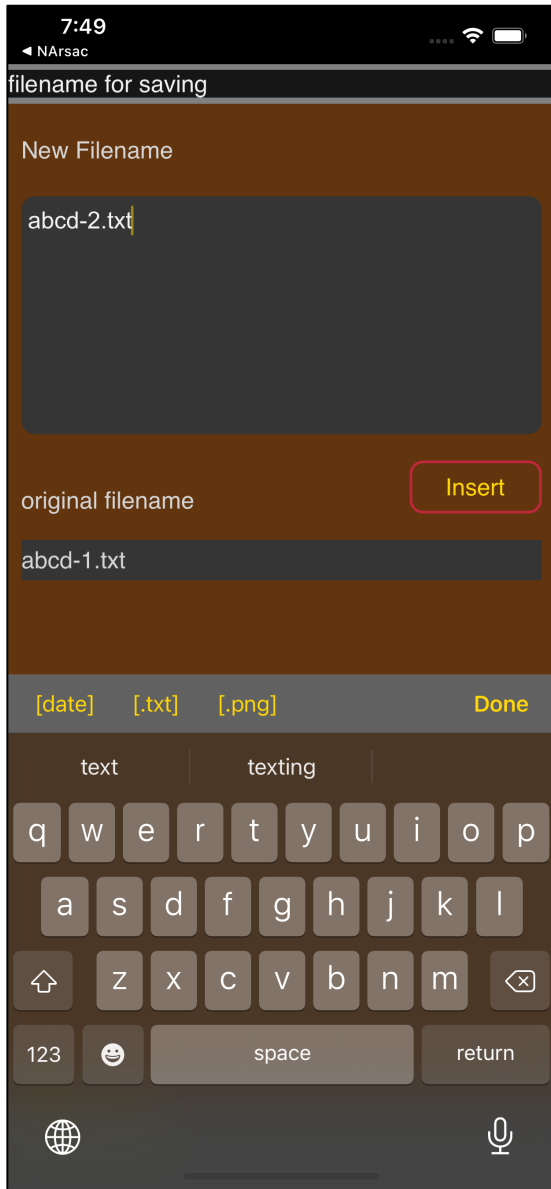 7:49
◀ NArsac
filename for saving
New Filename
abcd-2.txt
Insert
original filename
abcd-1.txt
[date] [.txt] [.png] Done
text texting
q w e r t y u i o p
a s d f g h j k l
z x c v b n m
123 space return